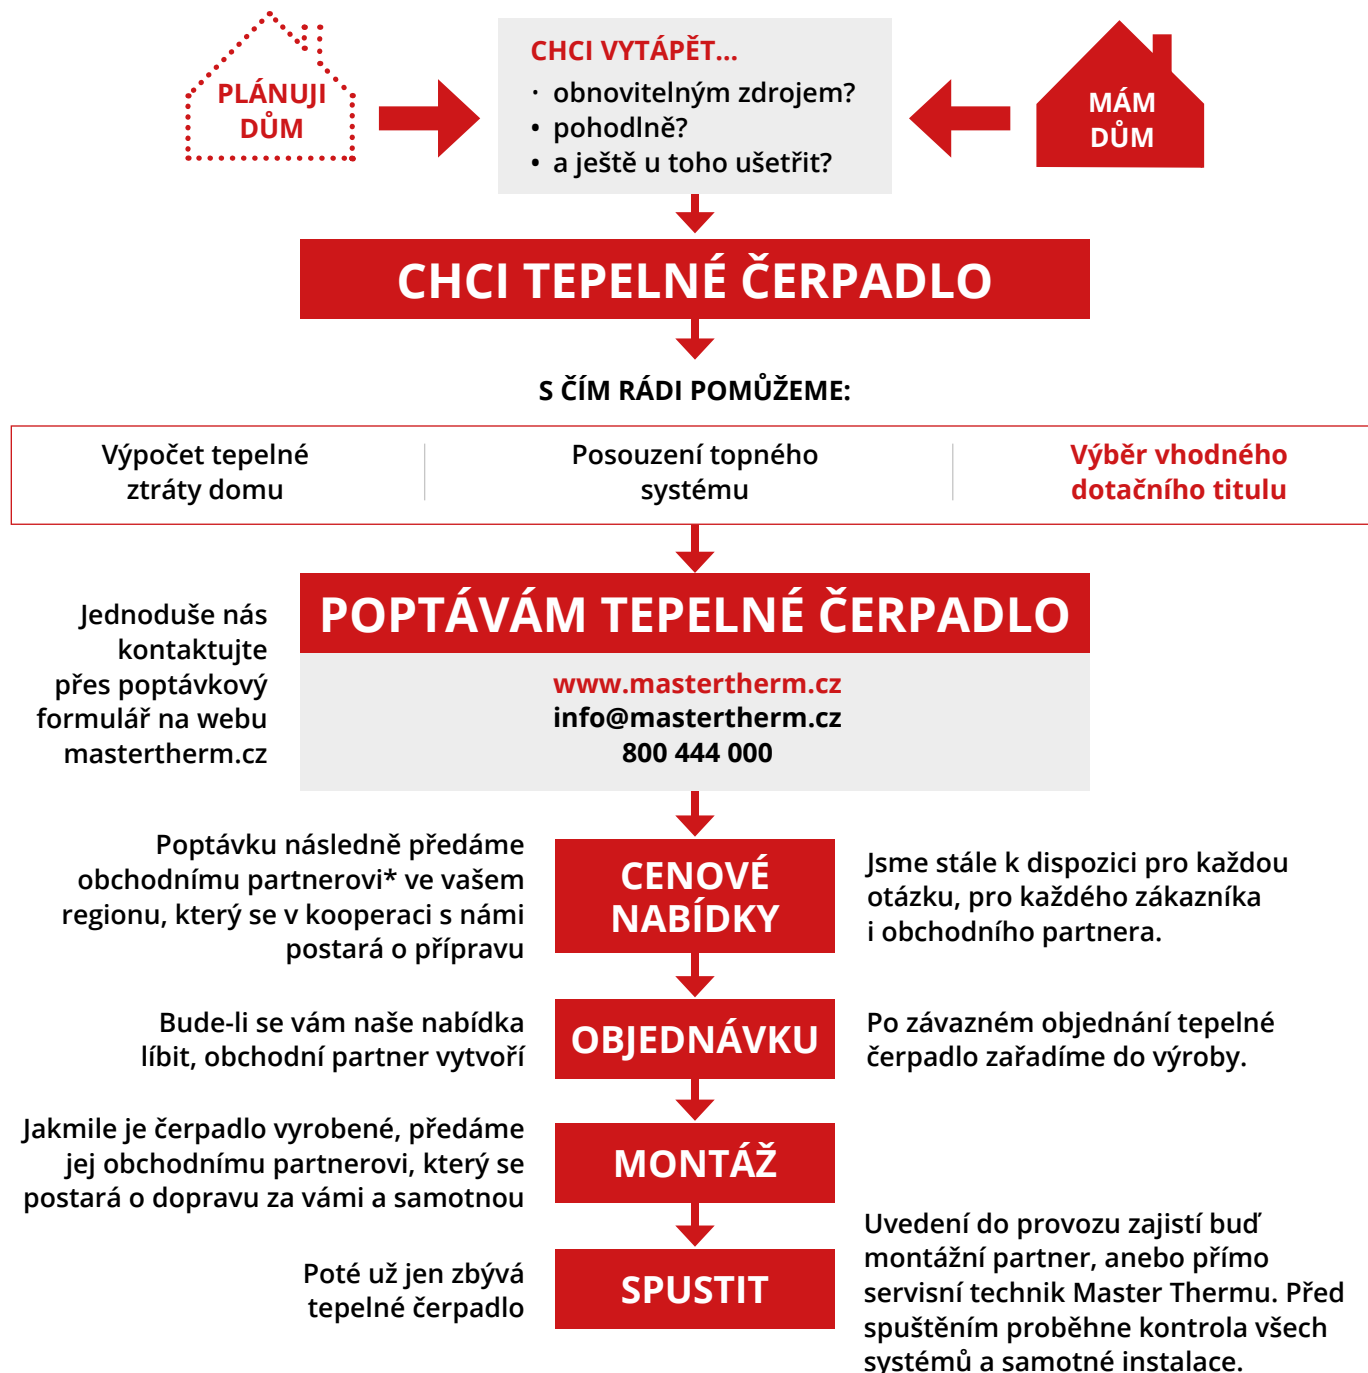 PLÁNUJI
DŮM
CHCI VYTÁPĚT...
· obnovitelným zdrojem?
• pohodlně?
• a ještě u toho ušetřit?
MÁM
DŮM
CHCI TEPELNÉ ČERPADLO
S ČÍM RÁDI POMŮŽEME:
Výpočet tepelné
ztráty domu
Posouzení topného
systému
Výběr vhodného
dotačního titulu
Jednoduše nás
kontaktujte
přes poptávkový
formulář na webu
mastertherm.cz
POPTÁVÁM TEPELNÉ ČERPADLO
www.mastertherm.cz
info@mastertherm.cz
800 444 000
Poptávku následně předáme
obchodnímu partnerovi* ve vašem
regionu, který se v kooperaci s námi
postará o přípravu
CENOVÉ
NABÍDKY
Jsme stále k dispozici pro každou
otázku, pro každého zákazníka
i obchodního partnera.
Bude-li se vám naše nabídka
líbit, obchodní partner vytvoří
OBJEDNÁVKU
Po závazném objednání tepelné
čerpadlo zařadíme do výroby.
Jakmile je čerpadlo vyrobené, předáme
jej obchodnímu partnerovi, který se
postará o dopravu za vámi a samotnou
MONTÁŽ
Poté už jen zbývá
tepelné čerpadlo
SPUSTIT
Uvedení do provozu zajistí buď
montážní partner, anebo přímo
servisní technik Master Thermu. Před
spuštěním proběhne kontrola všech
systémů a samotné instalace.